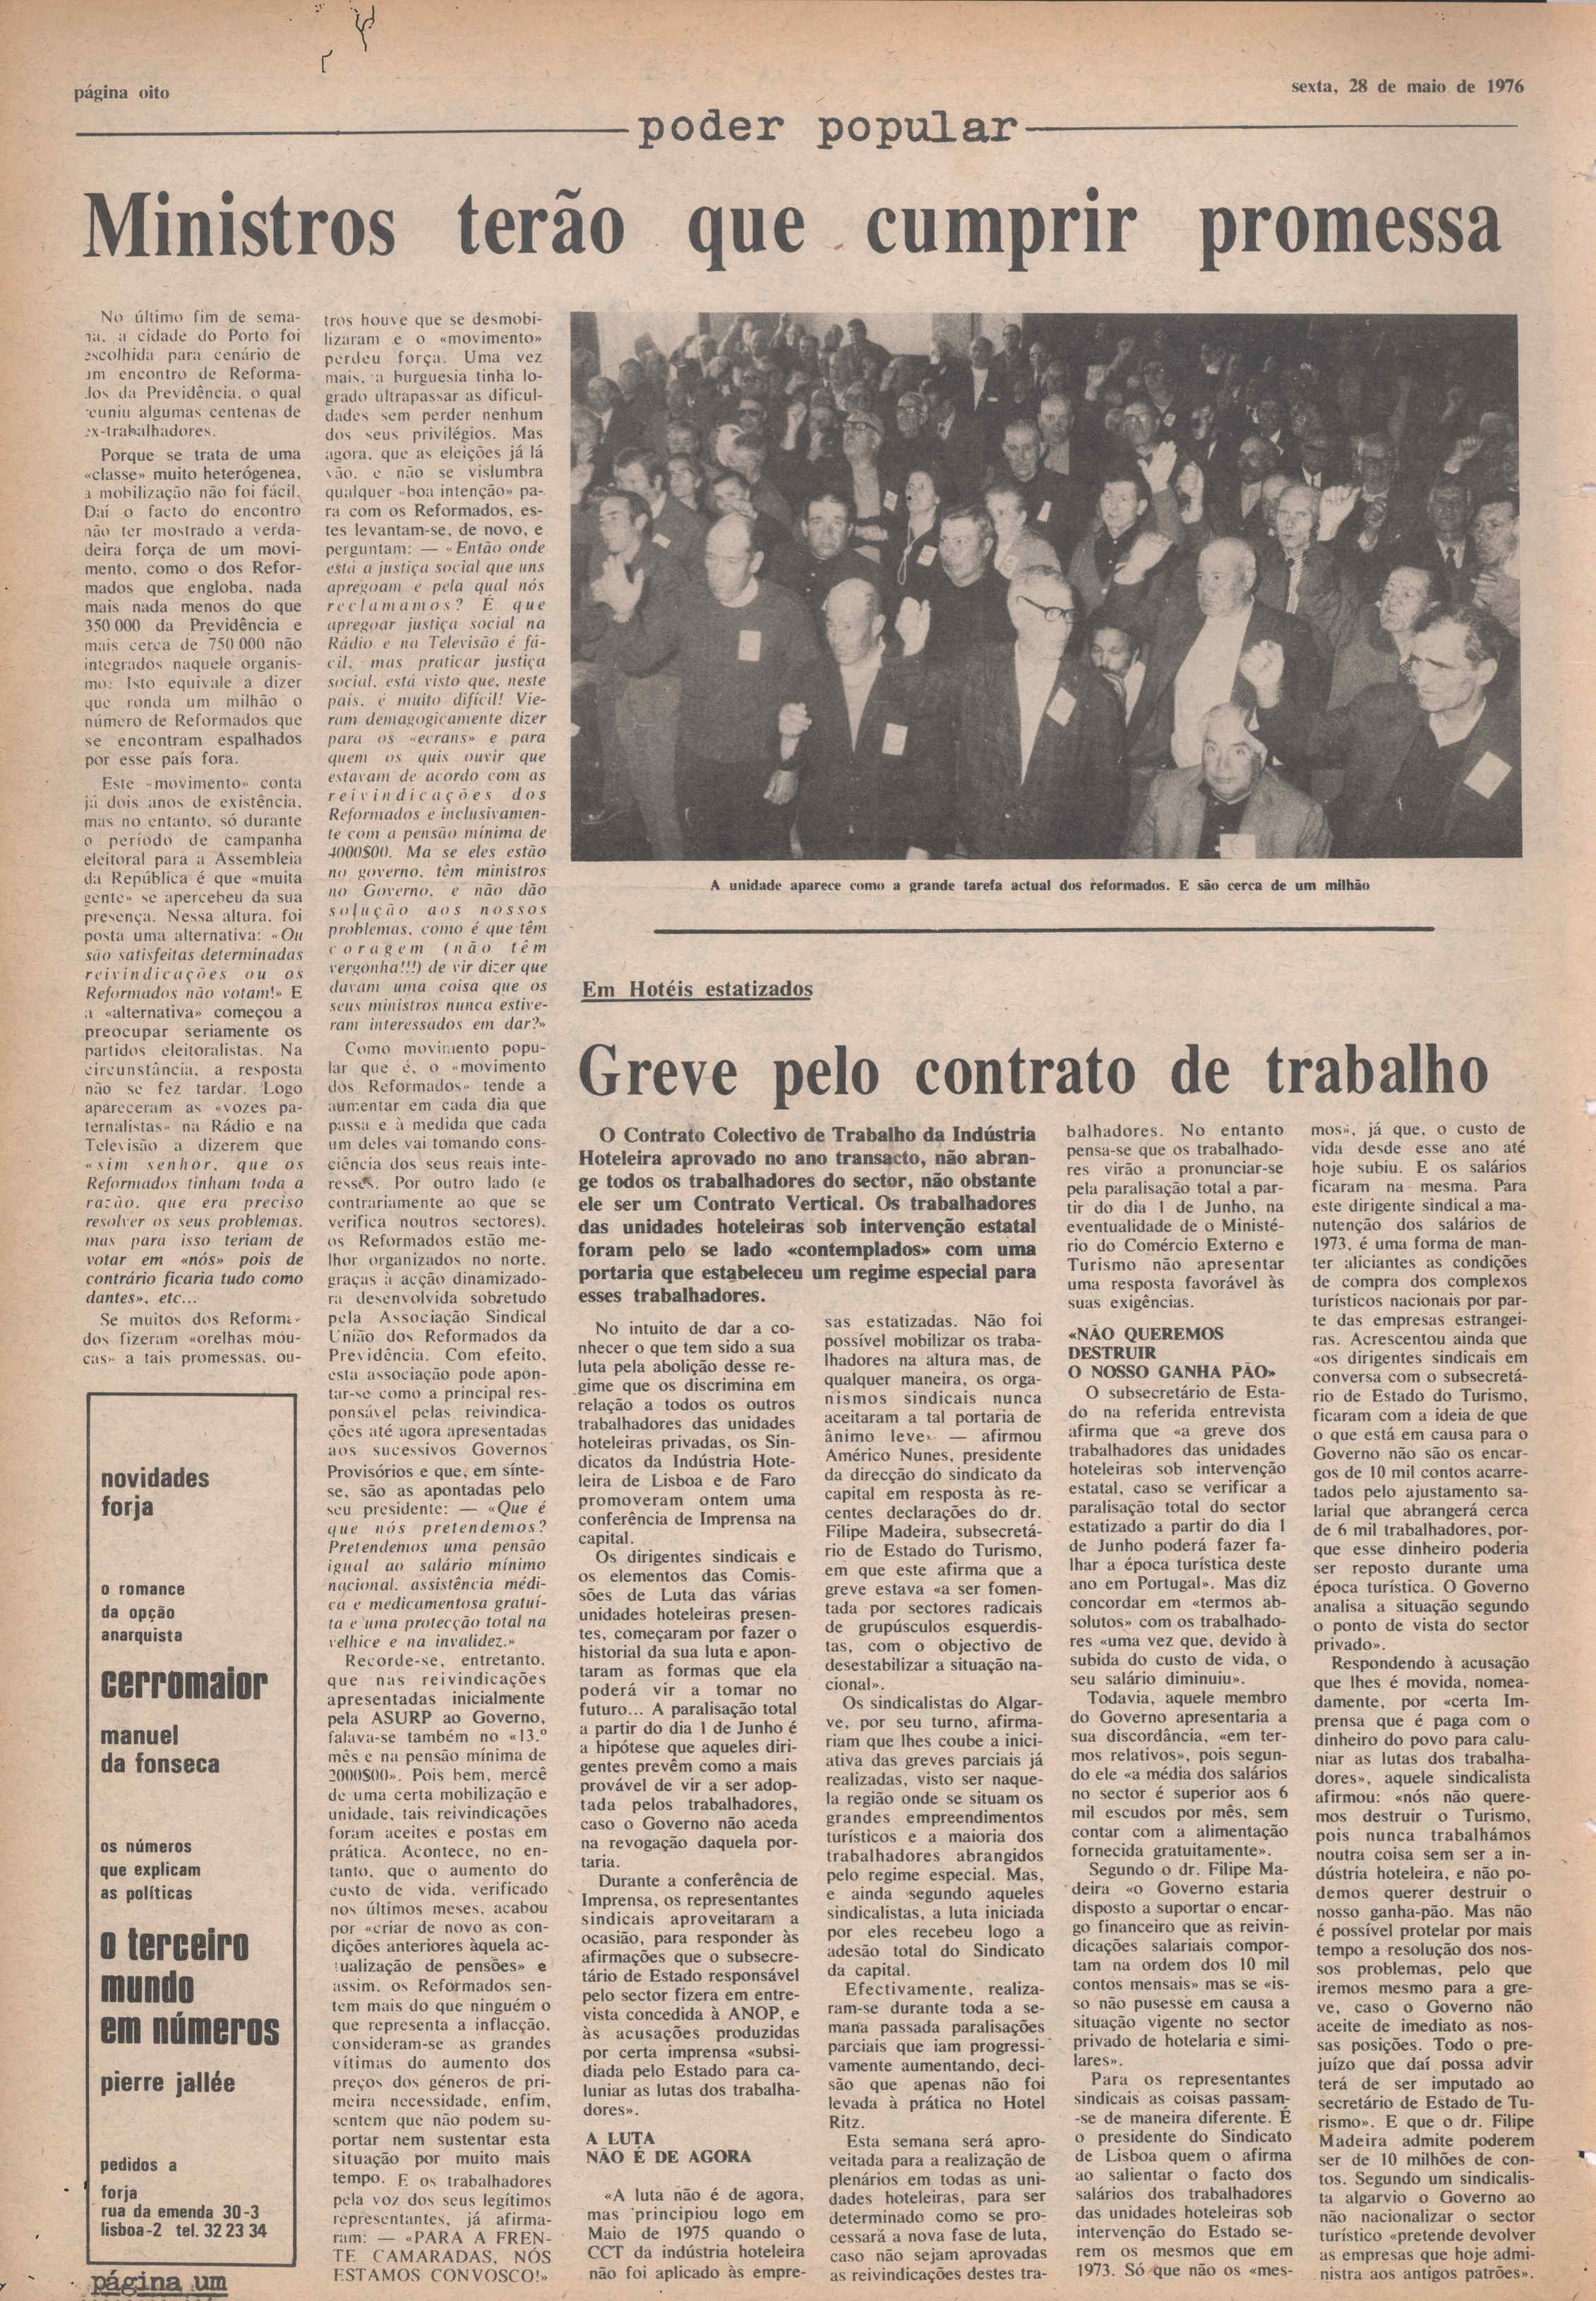 página oito
sexta, 28 de maio de 1976
poder popular
Ministros terão que cumprir promessa
No último fim de sema-
na, a cidade do Porto foi
escolhida para cenário de
um encontro de Reforma-
dos da Previdência, o qual
reuniu algumas centenas de
ex-trabalhadores.
Porque se trata de uma
«classe» muito heterógenea,
a mobilização não foi fácil.
Daí o facto do encontro
não ter mostrado a verda-
deira força de um movi-
mento, como o dos Refor-
mados que engloba, nada
mais nada menos do que
350 000 da Previdência e
mais cerca de 750 000 não
integrados naquele organis-
mo: Isto equivale a dizer
que ronda um milhão o
número de Reformados que
se encontram espalhados
por esse país fora.
Este «movimento» conta
já dois anos de existência,
mas no entanto, só durante
o período de campanha
eleitoral para a Assembleia
da República é que «muita
gente» se apercebeu da sua
presença. Nessa altura, foi
posta uma alternativa: «Ou
são satisfeitas determinadas
reivindicações ou os
Reformados não votam!» E
a «alternativa» começou a
preocupar seriamente os
partidos eleitoralistas. Na
circunstância, a resposta
não se fez tardar. Logo
apareceram as «vozes pa-
ternalistas» na Rádio e na
Televisão a dizerem que
«sim senhor, que os
Reformados tinham toda a
razão, que era preciso
resolver os seus problemas,
mas para isso teriam de
votar em «nós» pois de
contrário ficaria tudo como
dantes», etc...
Se muitos dos Reforma-
dos fizeram «orelhas mou-
cas» a tais promessas, ou-
tros houve que se desmobi-
lizaram e o «movimento»
perdeu força. Uma vez
mais, a burguesia tinha lo-
grado ultrapassar as dificul-
dades sem perder nenhum
dos seus privilégios. Mas
agora, que as eleições já lá
vão, e não se vislumbra
qualquer «boa intenção» pa-
ra com os Reformados, es-
tes levantam-se, de novo, e
perguntam: — «Então onde
está a justiça social que uns
apregoam e pela qual nós
reclamamos? É que
apregoar justiça social na
Rádio e na Televisão é fá-
cil, mas praticar justiça
social, está visto que, neste
país, é muito difícil! Vie-
ram demagogicamente dizer
para os «ecrans» e para
quem os quis ouvir que
estavam de acordo com as
reivindicações dos
Reformados e inclusivamen-
te com a pensão mínima de
4000$00. Ma se eles estão
no governo, têm ministros
no Governo, e não dão
solução aos nossos
problemas, como é que têm
coragem (não têm
vergonha!!!) de vir dizer que
davam uma coisa que os
seus ministros nunca estive-
ram interessados em dar?»
Como movimento popu-
lar que é, o «movimento
dos Reformados» tende a
aumentar em cada dia que
passa e à medida que cada
um deles vai tomando cons-
ciência dos seus reais inte-
resses. Por outro lado (e
contrariamente ao que se
verifica noutros sectores),
os Reformados estão me-
lhor organizados no norte,
graças à acção dinamizado-
ra desenvolvida sobretudo
pela Associação Sindical
União dos Reformados da
Previdência. Com efeito,
esta associação pode apon-
tar-se como a principal res-
ponsável pelas reivindica-
ções até agora apresentadas
aos sucessivos Governos
Provisórios e que, em sínte-
se, são as apontadas pelo
seu presidente: — «Que é
que nós pretendemos?
Pretendemos uma pensão
igual ao salário mínimo
nacional, assistência médi-
ca e medicamentosa gratui-
ta e uma protecção total na
velhice e na invalidez.»
Recorde-se, entretanto,
que nas reivindicações
apresentadas inicialmente
pela ASURP ao Governo,
falava-se também no «13.º
mês e na pensão mínima de
2000$00». Pois bem, mercê
de uma certa mobilização e
unidade, tais reivindicações
foram aceites e postas em
prática. Acontece, no en-
tanto, que o aumento do
custo de vida, verificado
nos últimos meses, acabou
por «criar de novo as con-
dições anteriores àquela ac-
tualização de pensões» e
assim, os Reformados sen-
tem mais do que ninguém o
que representa a inflacção,
consideram-se as grandes
vítimas do aumento dos
preços dos géneros de pri-
meira necessidade, enfim,
sentem que não podem su-
portar nem sustentar esta
situação por muito mais
tempo. E os trabalhadores
pela voz dos seus legítimos
representantes, já afirma-
ram: — «PARA A FREN-
TE CAMARADAS, NÓS
ESTAMOS CONVOSCO!»
A unidade aparece como a grande tarefa actual dos reformados. E são cerca de um milhão
Em Hotéis estatizados
Greve pelo contrato de trabalho
O Contrato Colectivo de Trabalho da Indústria
Hoteleira aprovado no ano transacto, não abran-
ge todos os trabalhadores do sector, não obstante
ele ser um Contrato Vertical. Os trabalhadores
das unidades hoteleiras sob intervenção estatal
foram pelo se lado «contemplados» com uma
portaria que estabeleceu um regime especial para
esses trabalhadores.
No intuito de dar a co-
nhecer o que tem sido a sua
luta pela abolição desse re-
gime que os discrimina em
relação a todos os outros
trabalhadores das unidades
hoteleiras privadas, os Sin-
dicatos da Indústria Hote-
leira de Lisboa e de Faro
promoveram ontem uma
conferência de Imprensa na
capital.
Os dirigentes sindicais e
os elementos das Comis-
sões de Luta das várias
unidades hoteleiras presen-
tes, começaram por fazer o
historial da sua luta e apon-
taram as formas que ela
poderá vir a tomar no
futuro... A paralisação total
a partir do dia 1 de Junho é
a hipótese que aqueles diri-
gentes prevêm como a mais
provável de vir a ser adop-
tada pelos trabalhadores,
caso o Governo não aceda
na revogação daquela por-
taria.
Durante a conferência de
Imprensa, os representantes
sindicais aproveitaram a
ocasião, para responder às
afirmações que o subsecre-
tário de Estado responsável
pelo sector fizera em entre-
vista concedida à ANOP, e
às acusações produzidas
por certa imprensa «subsi-
diada pelo Estado para ca-
luniar as lutas dos trabalha-
dores».
A LUTA
NÃO É DE AGORA
«A luta não é de agora,
mas principiou logo em
Maio de 1975 quando o
CCT da indústria hoteleira
não foi aplicado às empre-
sas estatizadas. Não foi
possível mobilizar os traba-
lhadores na altura mas, de
qualquer maneira, os orga-
nismos sindicais nunca
aceitaram a tal portaria de
ânimo leve» — afirmou
Américo Nunes, presidente
da direcção do sindicato da
capital em resposta às re-
centes declarações do dr.
Filipe Madeira, subsecretá-
rio de Estado do Turismo,
em que este afirma que a
greve estava «a ser fomen-
tada por sectores radicais
de grupúsculos esquerdis-
tas, com o objectivo de
desestabilizar a situação na-
cional».
Os sindicalistas do Algar-
ve, por seu turno, afirma-
riam que lhes coube a inici-
ativa das greves parciais já
realizadas, visto ser naque-
la região onde se situam os
grandes empreendimentos
turísticos e a maioria dos
trabalhadores abrangidos
pelo regime especial. Mas,
e ainda segundo aqueles
sindicalistas, a luta iniciada
por eles recebeu logo a
adesão total do Sindicato
da capital.
Efectivamente, realiza-
ram-se durante toda a se-
mana passada paralisações
parciais que iam progressi-
vamente aumentando, deci-
são que apenas não foi
levada à prática no Hotel
Ritz.
Esta semana será apro-
veitada para a realização de
plenários em todas as uni-
dades hoteleiras, para ser
determinado como se pro-
cessará a nova fase de luta,
caso não sejam aprovadas
as reivindicações destes tra-
balhadores. No entanto
pensa-se que os trabalhado-
res virão a pronunciar-se
pela paralisação total a par-
tir do dia 1 de Junho, na
eventualidade de o Ministé-
rio do Comércio Externo e
Turismo não apresentar
uma resposta favorável às
suas exigências.
«NÃO QUEREMOS
DESTRUIR
O NOSSO GANHA PÃO»
O subsecretário de Esta-
do na referida entrevista
afirma que «a greve dos
trabalhadores das unidades
hoteleiras sob intervenção
estatal, caso se verificar a
paralisação total do sector
estatizado a partir do dia 1
de Junho poderá fazer fa-
lhar a época turística deste
ano em Portugal». Mas diz
concordar em «termos ab-
solutos» com os trabalhado-
res «uma vez que, devido à
subida do custo de vida, o
seu salário diminuiu».
Todavia, aquele membro
do Governo apresentaria a
sua discordância, «em ter-
mos relativos», pois segun-
do ele «a média dos salários
no sector é superior aos 6
mil escudos por mês, sem
contar com a alimentação
fornecida gratuitamente».
Segundo o dr. Filipe Ma-
deira «o Governo estaria
disposto a suportar o encar-
go financeiro que as reivin-
dicações salariais compor-
tam na ordem dos 10 mil
contos mensais» mas se «is-
so não pusesse em causa a
situação vigente no sector
privado de hotelaria e simi-
lares».
Para os representantes
sindicais as coisas passam-
-se de maneira diferente. É
o presidente do Sindicato
de Lisboa quem o afirma
ao salientar o facto dos
salários dos trabalhadores
das unidades hoteleiras sob
intervenção do Estado se-
rem os mesmos que em
1973. Só que não os «mes-
mos», já que, o custo de
vida desde esse ano até
hoje subiu. E os salários
ficaram na mesma. Para
este dirigente sindical a ma-
nutenção dos salários de
1973, é uma forma de man-
ter aliciantes as condições
de compra dos complexos
turísticos nacionais por par-
te das empresas estrangei-
ras. Acrescentou ainda que
«os dirigentes sindicais em
conversa com o subsecretá-
rio de Estado do Turismo,
ficaram com a ideia de que
o que está em causa para o
Governo não são os encar-
gos de 10 mil contos acarre-
tados pelo ajustamento sa-
larial que abrangerá cerca
de 6 mil trabalhadores, por-
que esse dinheiro poderia
ser reposto durante uma
época turística. O Governo
analisa a situação segundo
o ponto de vista do sector
privado».
Respondendo à acusação
que lhes é movida, nomea-
damente, por «certa Im-
prensa que é paga com o
dinheiro do povo para calu-
niar as lutas dos trabalha-
dores», aquele sindicalista
afirmou: «nós não quere-
mos destruir o Turismo,
pois nunca trabalhámos
noutra coisa sem ser a in-
dústria hoteleira, e não po-
demos querer destruir o
nosso ganha-pão. Mas não
é possível protelar por mais
tempo a resolução dos nos-
sos problemas, pelo que
iremos mesmo para a gre-
ve, caso o Governo não
aceite de imediato as nos-
sas posições. Todo o pre-
juízo que daí possa advir
terá de ser imputado ao
secretário de Estado de Tu-
rismo». E que o dr. Filipe
Madeira admite poderem
ser de 10 milhões de con-
tos. Segundo um sindicalis-
ta algarvio o Governo ao
não nacionalizar o sector
turístico «pretende devolver
as empresas que hoje admi-
nistra aos antigos patrões».
novidades
forja
o romance
da opção
anarquista
cerromaior
manuel
da fonseca
os números
que explicam
as políticas
o terceiro
mundo
em números
pierre jallée
pedidos a
forja
rua da emenda 30-3
lisboa-2 tel. 32 23 34
página um